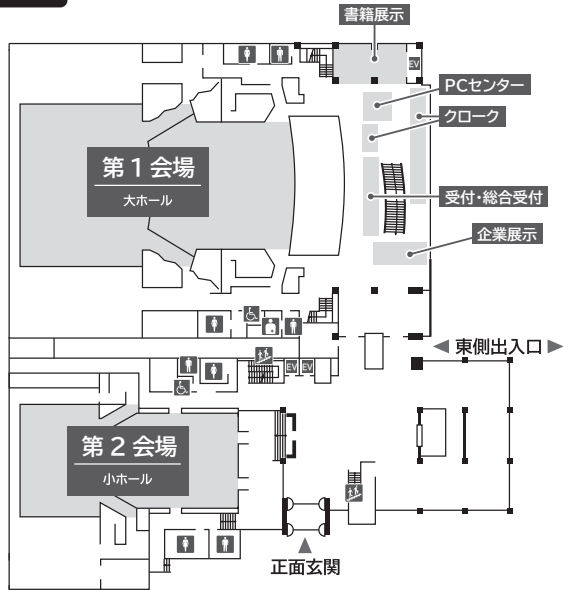 書籍展示
EV
PCセンター
クローク
第1会場
大ホール
受付・総合受付
企業展示
◀東側出入口▶
EV EV
第2会場
小ホール
正面玄関